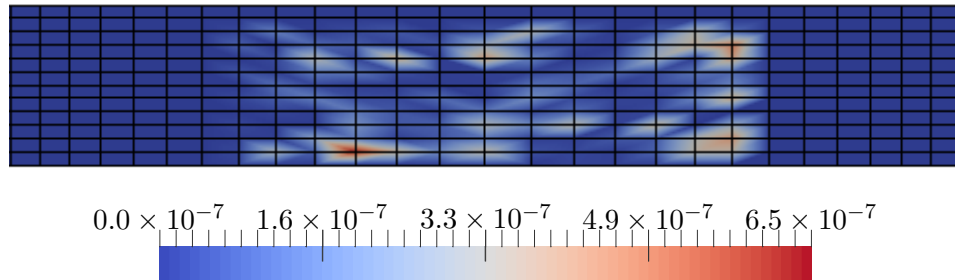 0.0 × 10⁻⁷ 1.6 × 10⁻⁷ 3.3 × 10⁻⁷ 4.9 × 10⁻⁷ 6.5 × 10⁻⁷